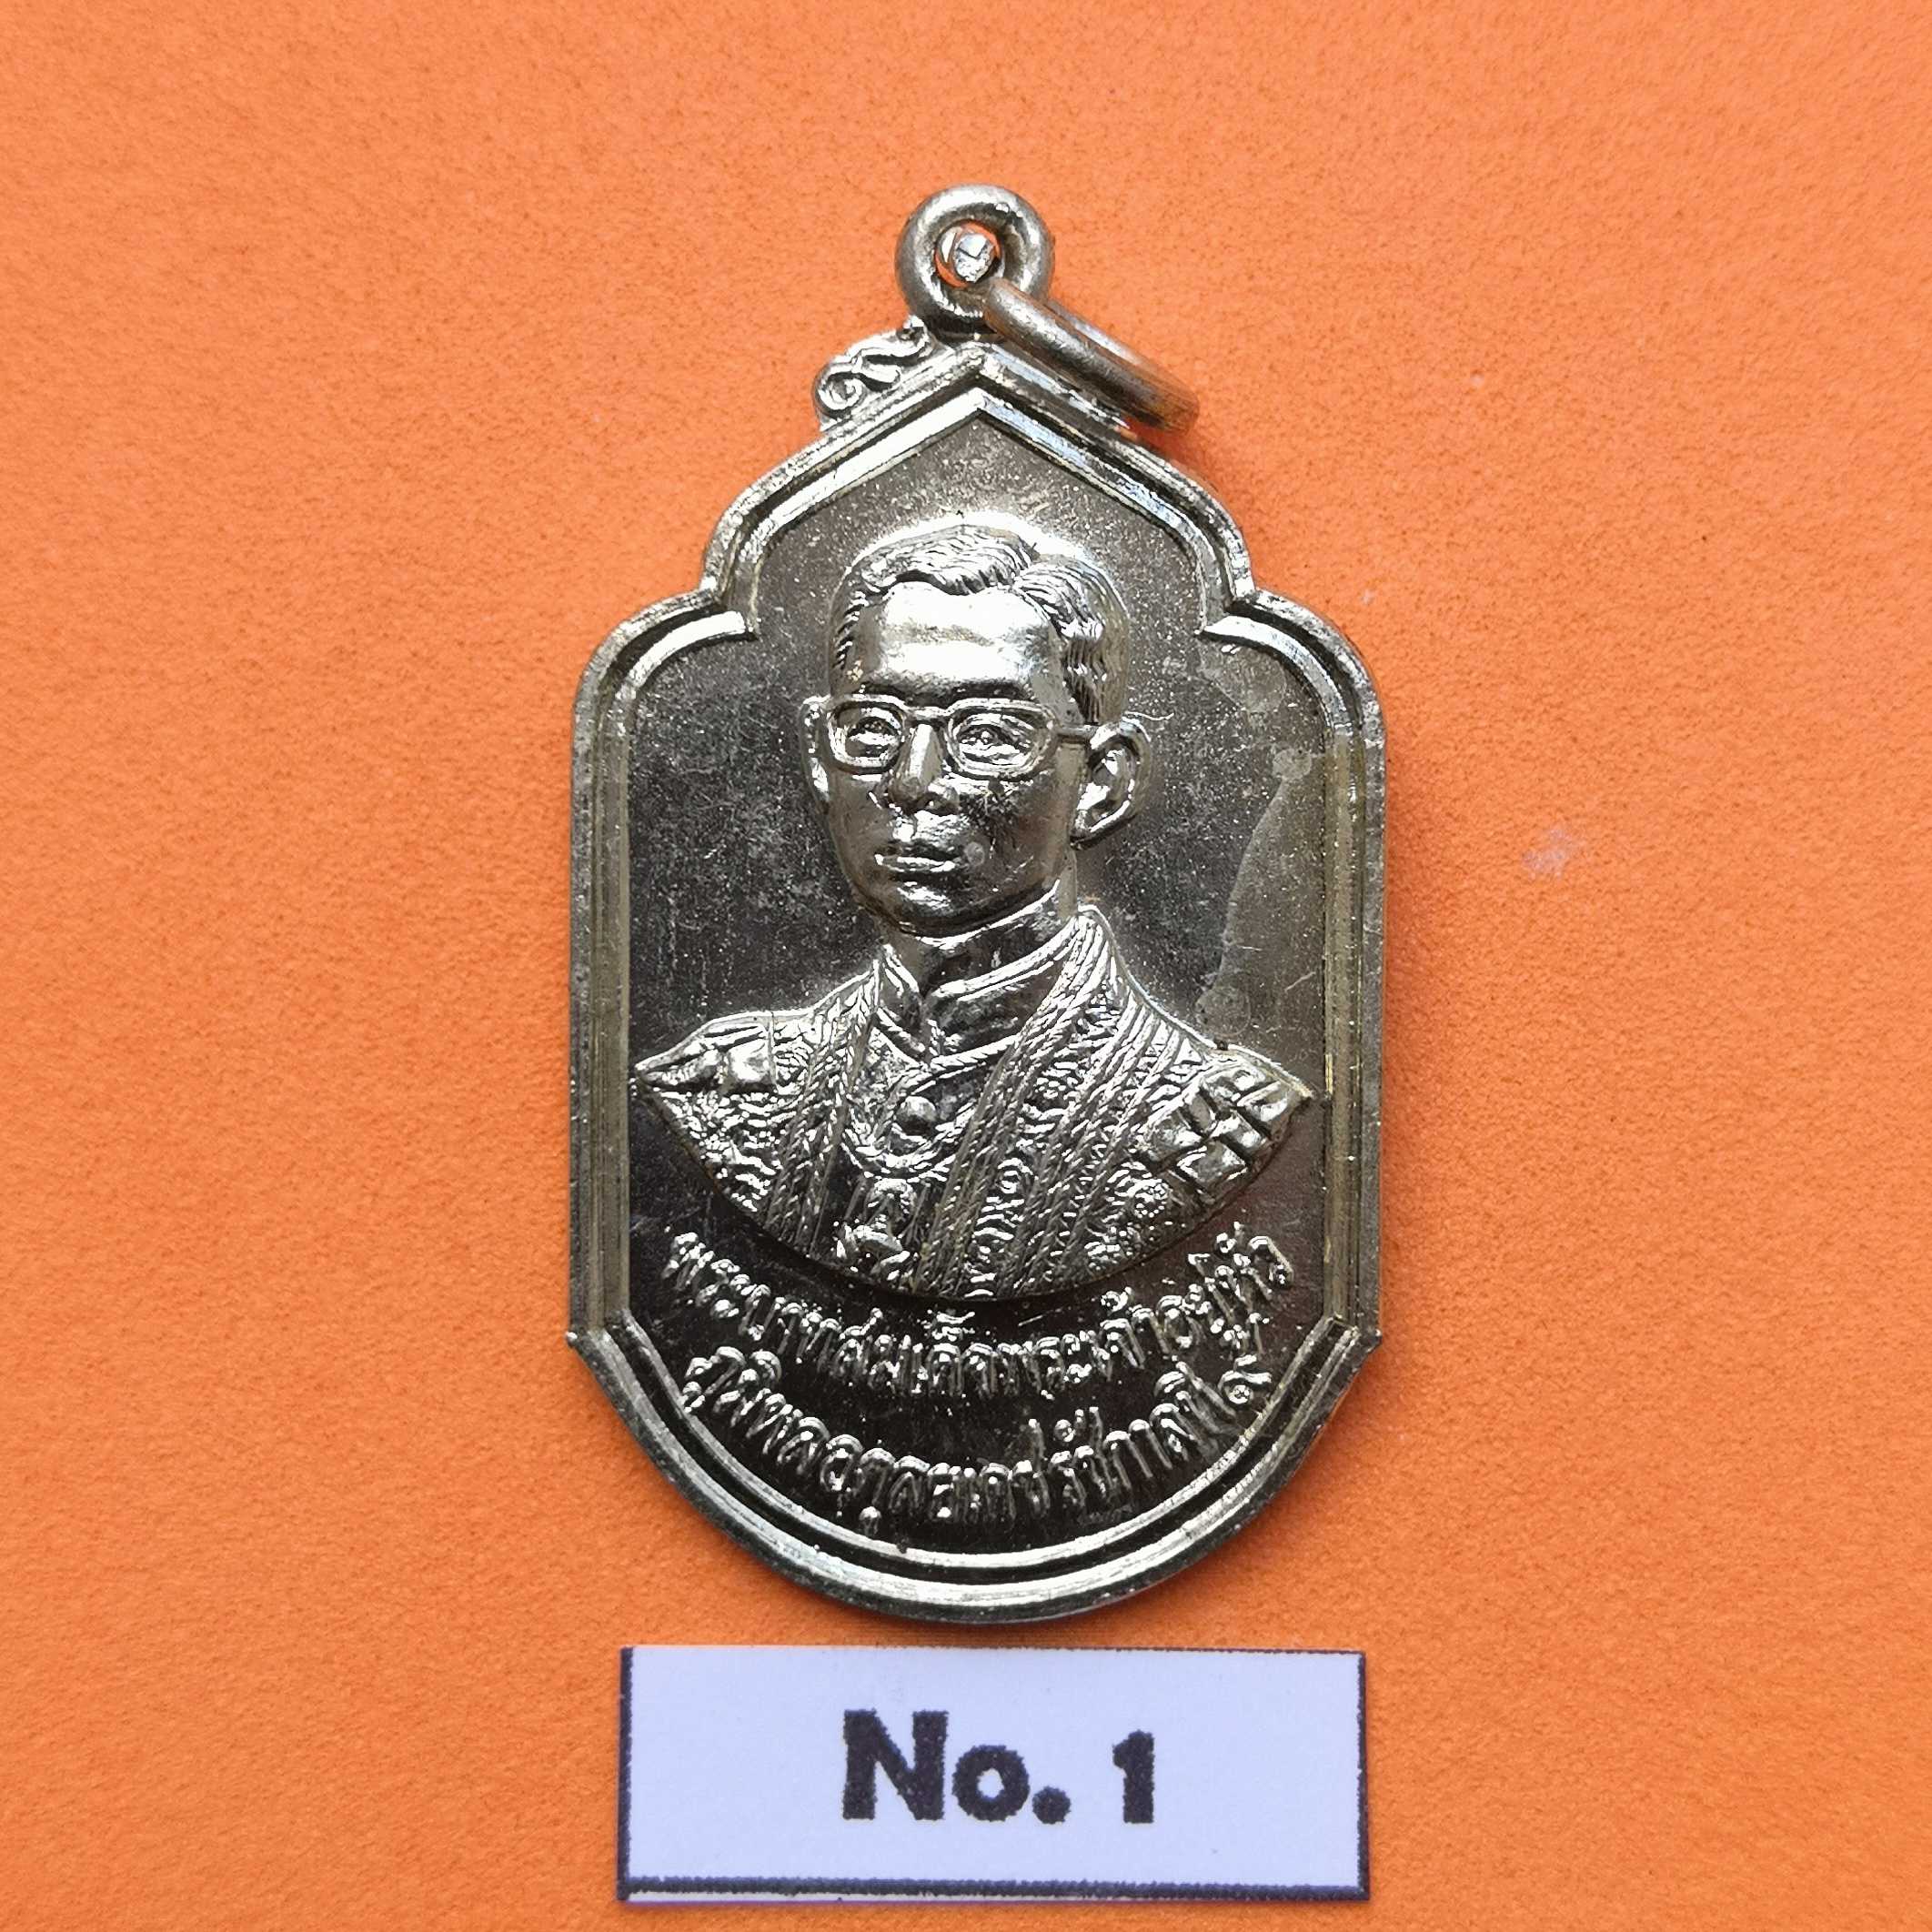 พระบาทสมเด็จพระเจ้าอยู่หัว
ภูมิพลอดุลยเดช รัชกาลที่ ๙
No. 1